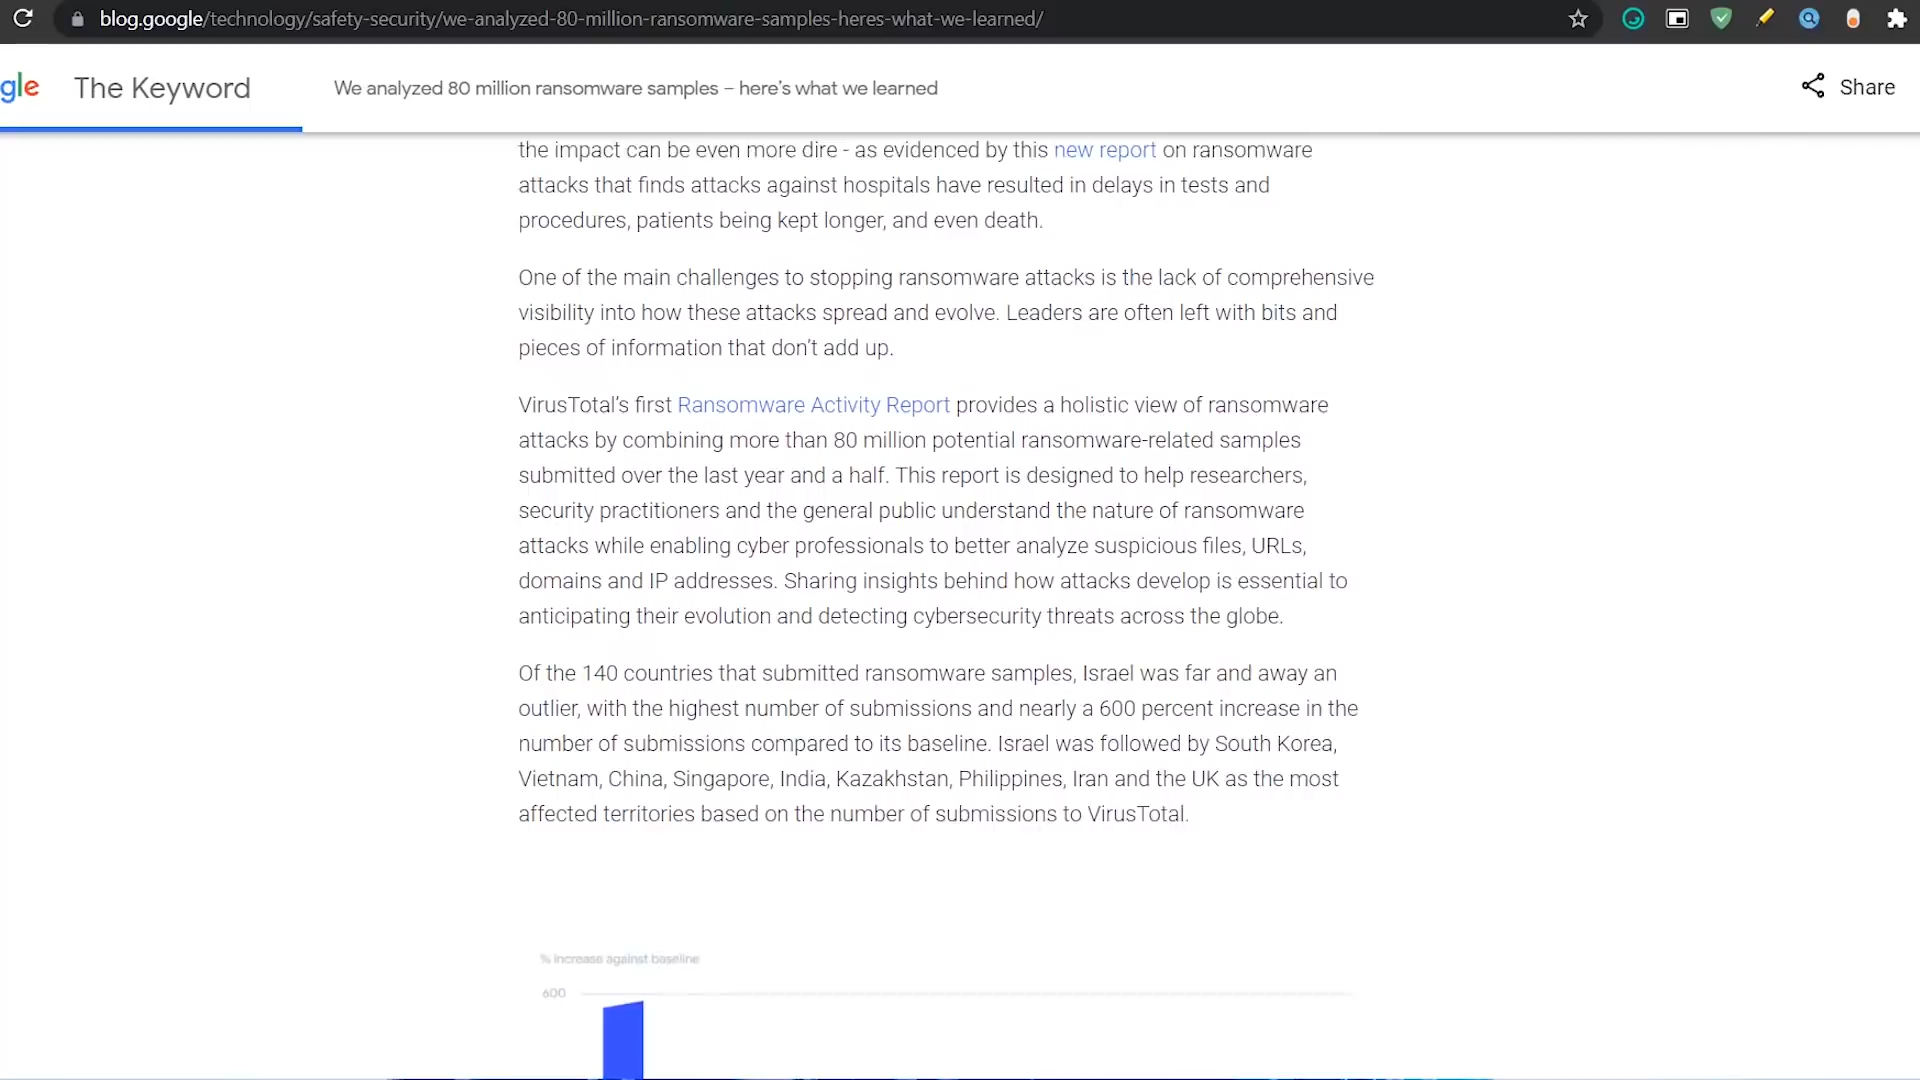 blog.google/technology/safety-security/we-analyzed-80-million-ransomware-samples-heres-what-we-learned/
gle The Keyword We analyzed 80 million ransomware samples – here's what we learned Share
the impact can be even more dire - as evidenced by this new report on ransomware
attacks that finds attacks against hospitals have resulted in delays in tests and
procedures, patients being kept longer, and even death.
One of the main challenges to stopping ransomware attacks is the lack of comprehensive
visibility into how these attacks spread and evolve. Leaders are often left with bits and
pieces of information that don't add up.
VirusTotal's first Ransomware Activity Report provides a holistic view of ransomware
attacks by combining more than 80 million potential ransomware-related samples
submitted over the last year and a half. This report is designed to help researchers,
security practitioners and the general public understand the nature of ransomware
attacks while enabling cyber professionals to better analyze suspicious files, URLs,
domains and IP addresses. Sharing insights behind how attacks develop is essential to
anticipating their evolution and detecting cybersecurity threats across the globe.
Of the 140 countries that submitted ransomware samples, Israel was far and away an
outlier, with the highest number of submissions and nearly a 600 percent increase in the
number of submissions compared to its baseline. Israel was followed by South Korea,
Vietnam, China, Singapore, India, Kazakhstan, Philippines, Iran and the UK as the most
affected territories based on the number of submissions to VirusTotal.
% increase against baseline
600